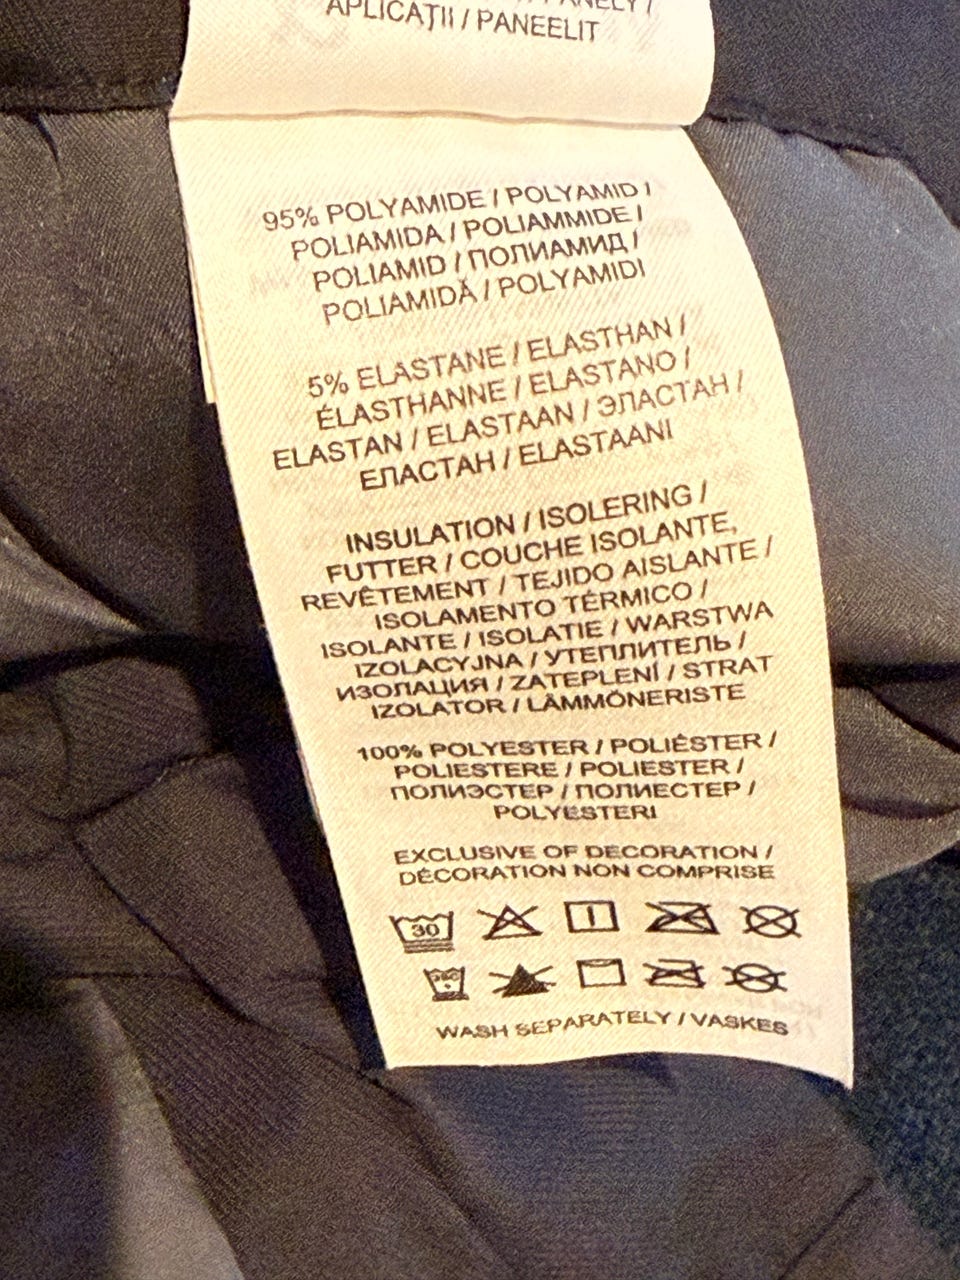 APLICAȚII / PANEELIT
95% POLYAMIDE / POLYAMID /
POLIAMIDA / POLIAMMIDE /
POLIAMID / ПОЛИАМИД /
POLIAMIDĂ / POLYAMIDI
5% ELASTANE / ELASTHAN /
ÉLASTHANNE / ELASTANO /
ELASTAN / ELASTAAN / ЭЛАСТАН /
ЕЛАСТАН / ELASTAANI
INSULATION / ISOLERING /
FUTTER / COUCHE ISOLANTE,
REVÊTEMENT / TEJIDO AISLANTE /
ISOLAMENTO TÉRMICO /
ISOLANTE / ISOLATIE / WARSTWA
IZOLACYJNA / УТЕПЛИТЕЛЬ /
ИЗОЛАЦИЯ / ZATEPLENÍ / STRAT
IZOLATOR / LÄMMÖNERISTE
100% POLYESTER / POLIÉSTER /
POLIESTERE / POLIESTER /
ПОЛИЭСТЕР / ПОЛИЕСТЕР /
POLYESTERI
EXCLUSIVE OF DECORATION /
DÉCORATION NON COMPRISE
30
WASH SEPARATELY / VASKES